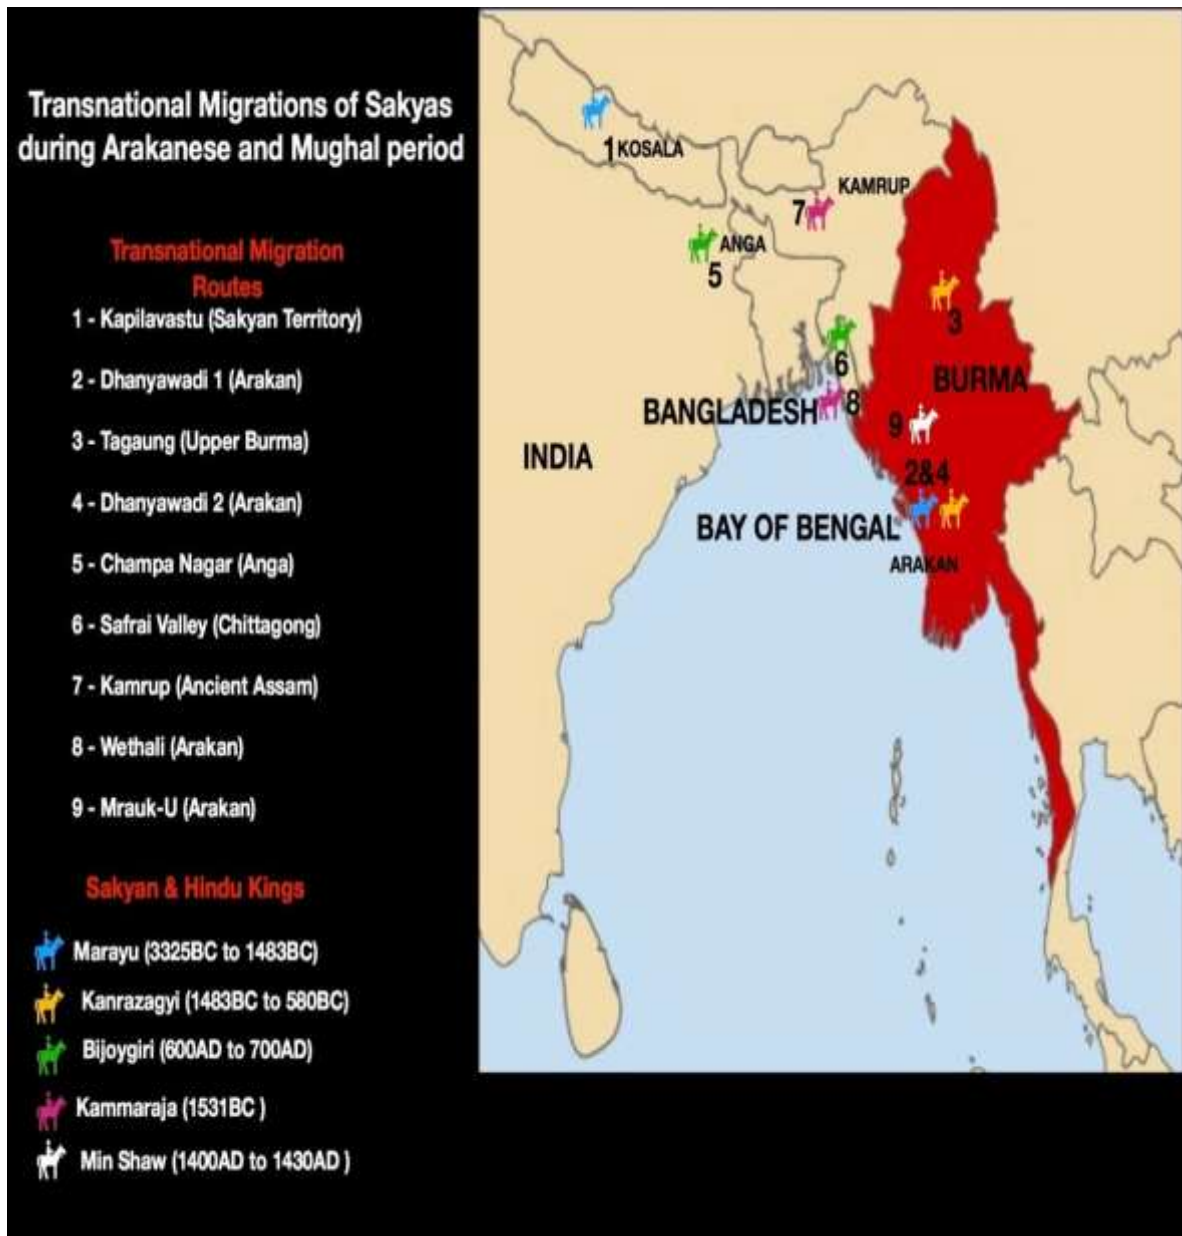 Transnational Migrations of Sakyas
during Arakanese and Mughal period
Transnational Migration
Routes
1 - Kapilavastu (Sakyan Territory)
2 - Dhanyawadi 1 (Arakan)
3 - Tagaung (Upper Burma)
4 - Dhanyawadi 2 (Arakan)
5 - Champa Nagar (Anga)
6 - Safrai Valley (Chittagong)
7 - Kamrup (Ancient Assam)
8 - Wethali (Arakan)
9 - Mrauk-U (Arakan)
Sakyan & Hindu Kings
Marayu (3325BC to 1483BC)
Kanrazagyi (1483BC to 580BC)
Bijoygiri (600AD to 700AD)
Kammaraja (1531BC )
Min Shaw (1400AD to 1430AD )
1 KOSALA
KAMRUP
7
ANGA
5
3
6
BURMA
BANGLADESH 8
9
INDIA
2&4
BAY OF BENGAL
ARAKAN